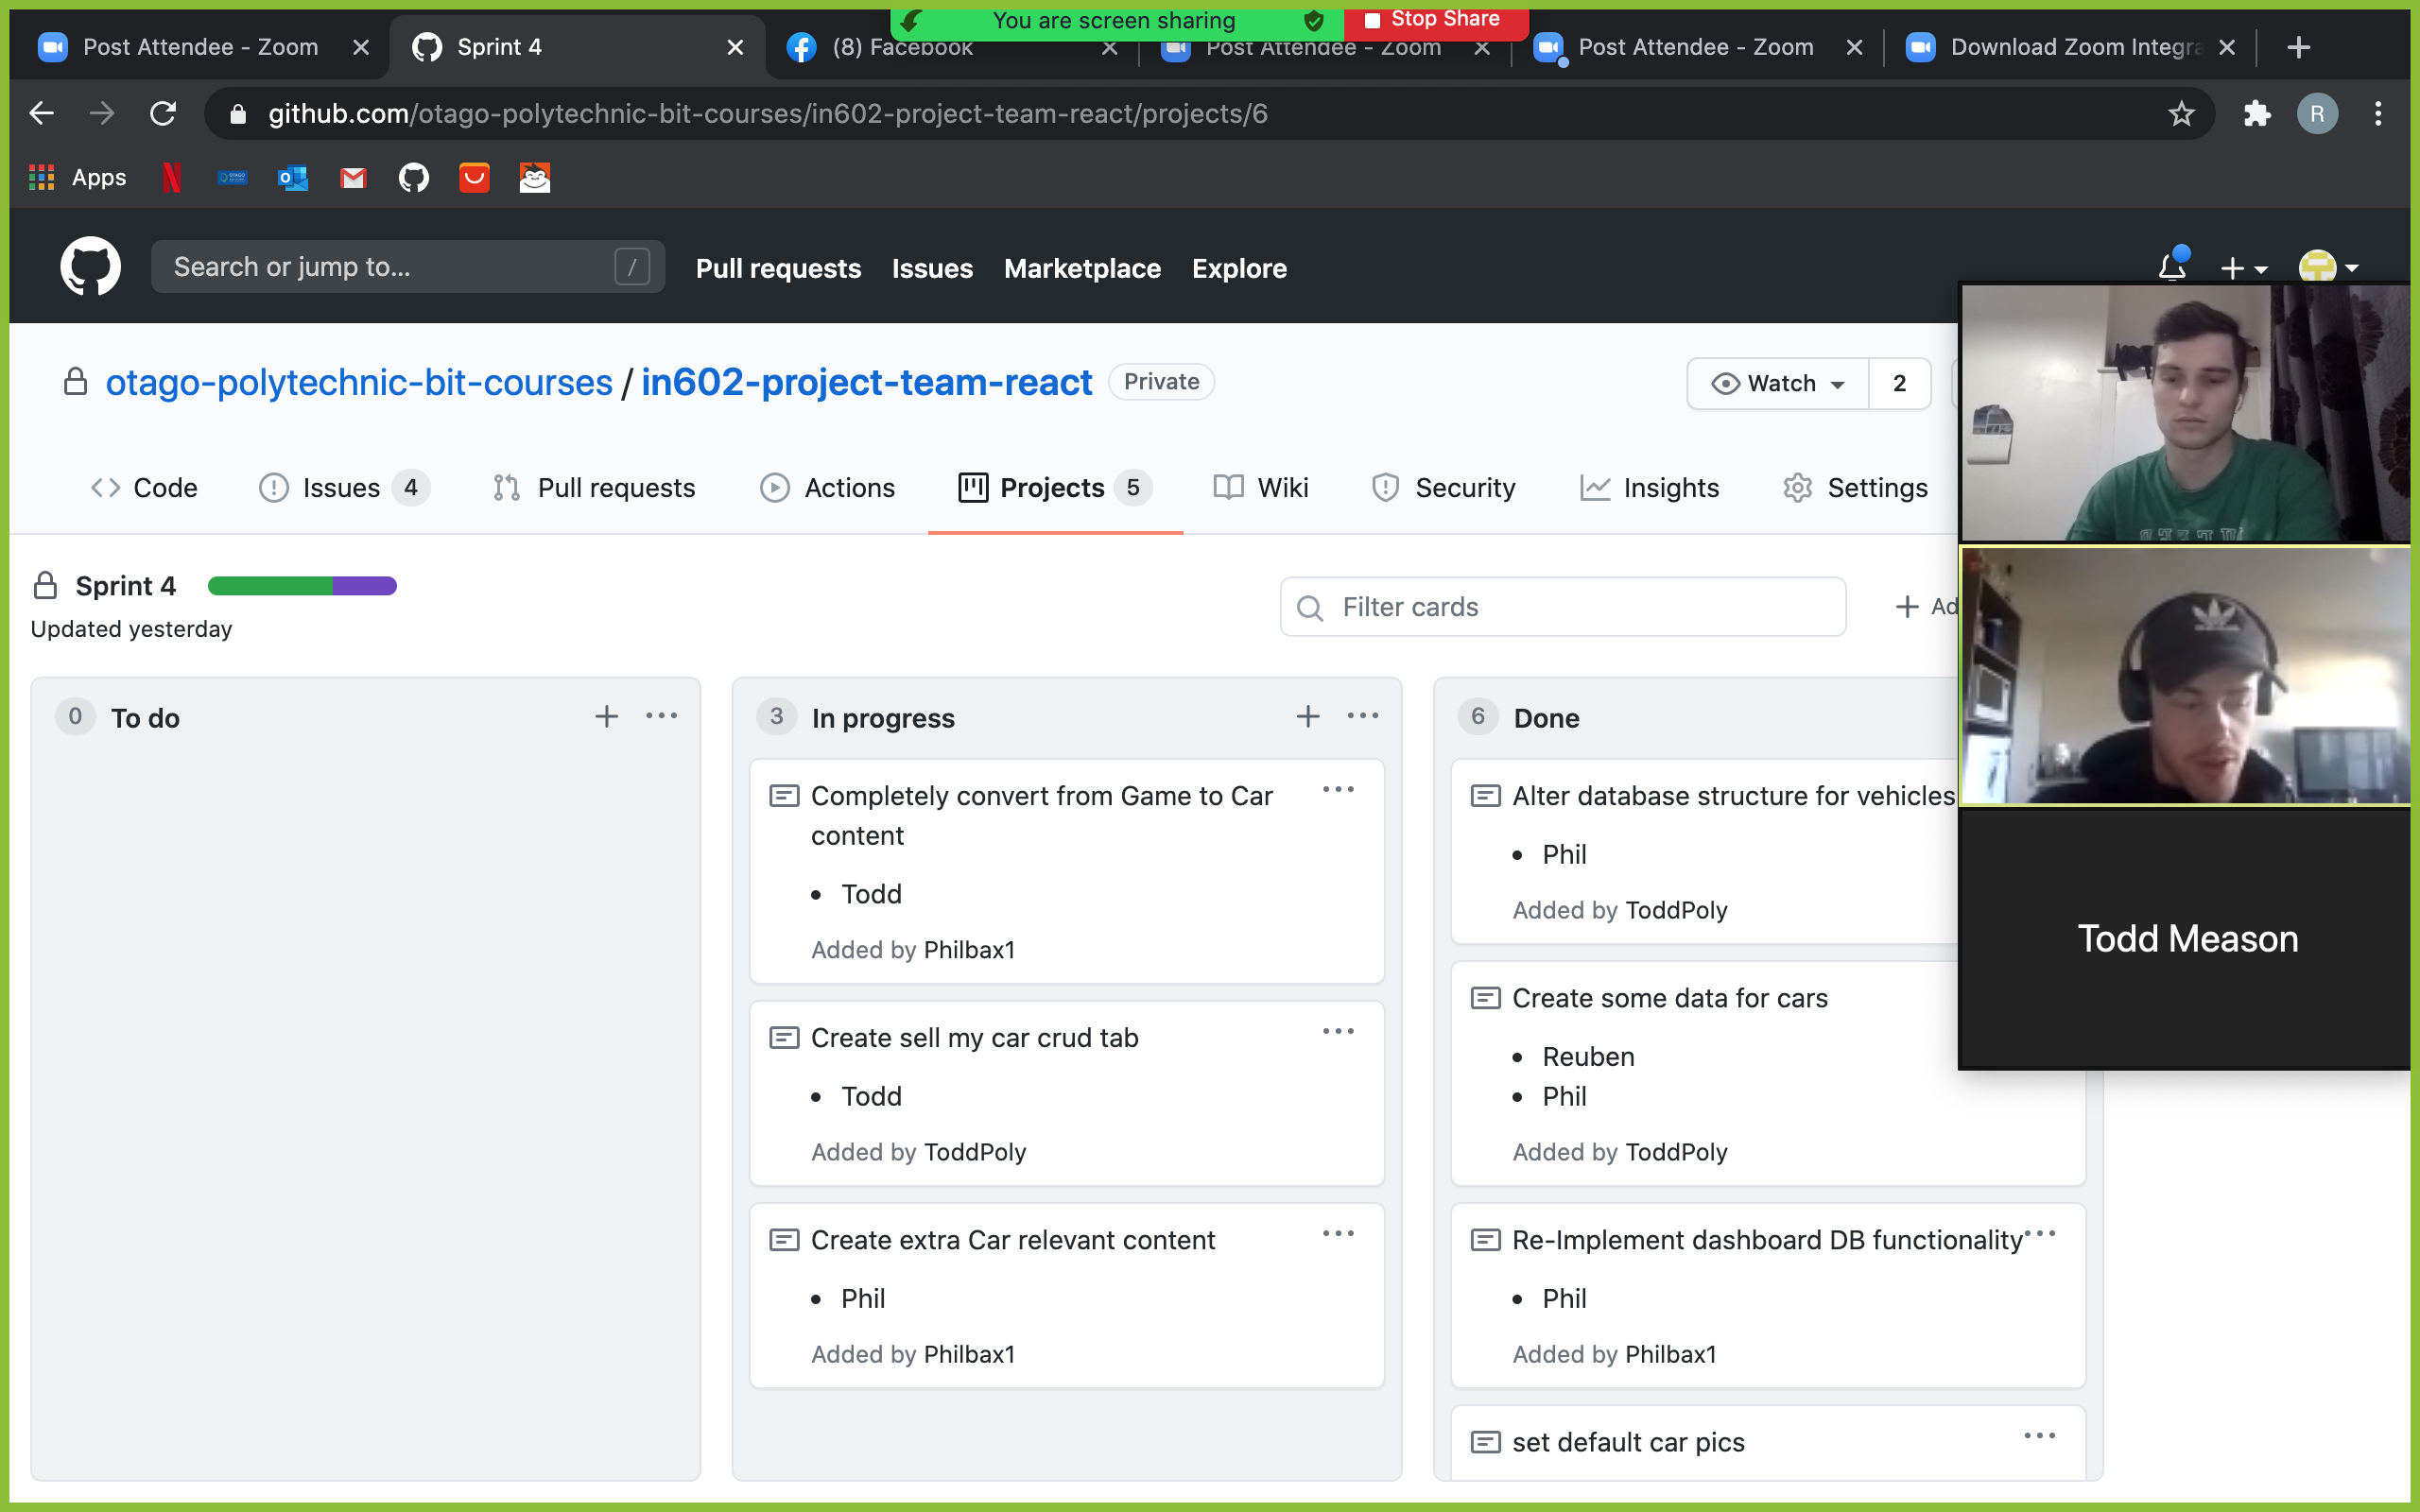 You are screen sharing
Stop Share
Post Attendee - Zoom
Sprint 4
(8) Facebook
Post Attendee - Zoom
Post Attendee - Zoom
Download Zoom Integra
github.com/otago-polytechnic-bit-courses/in602-project-team-react/projects/6
R
Apps
Search or jump to...
/
Pull requests
Issues
Marketplace
Explore
otago-polytechnic-bit-courses / in602-project-team-react
Private
Watch
2
Code
Issues 4
Pull requests
Actions
Projects 5
Wiki
Security
Insights
Settings
Sprint 4
Updated yesterday
Filter cards
Ad
0 To do
3 In progress
Completely convert from Game to Car
content
Todd
Added by Philbax1
Create sell my car crud tab
Todd
Added by ToddPoly
Create extra Car relevant content
Phil
Added by Philbax1
6 Done
Alter database structure for vehicles
Phil
Added by ToddPoly
Create some data for cars
Reuben
Phil
Added by ToddPoly
Re-Implement dashboard DB functionality
Phil
Added by Philbax1
set default car pics
Todd Meason